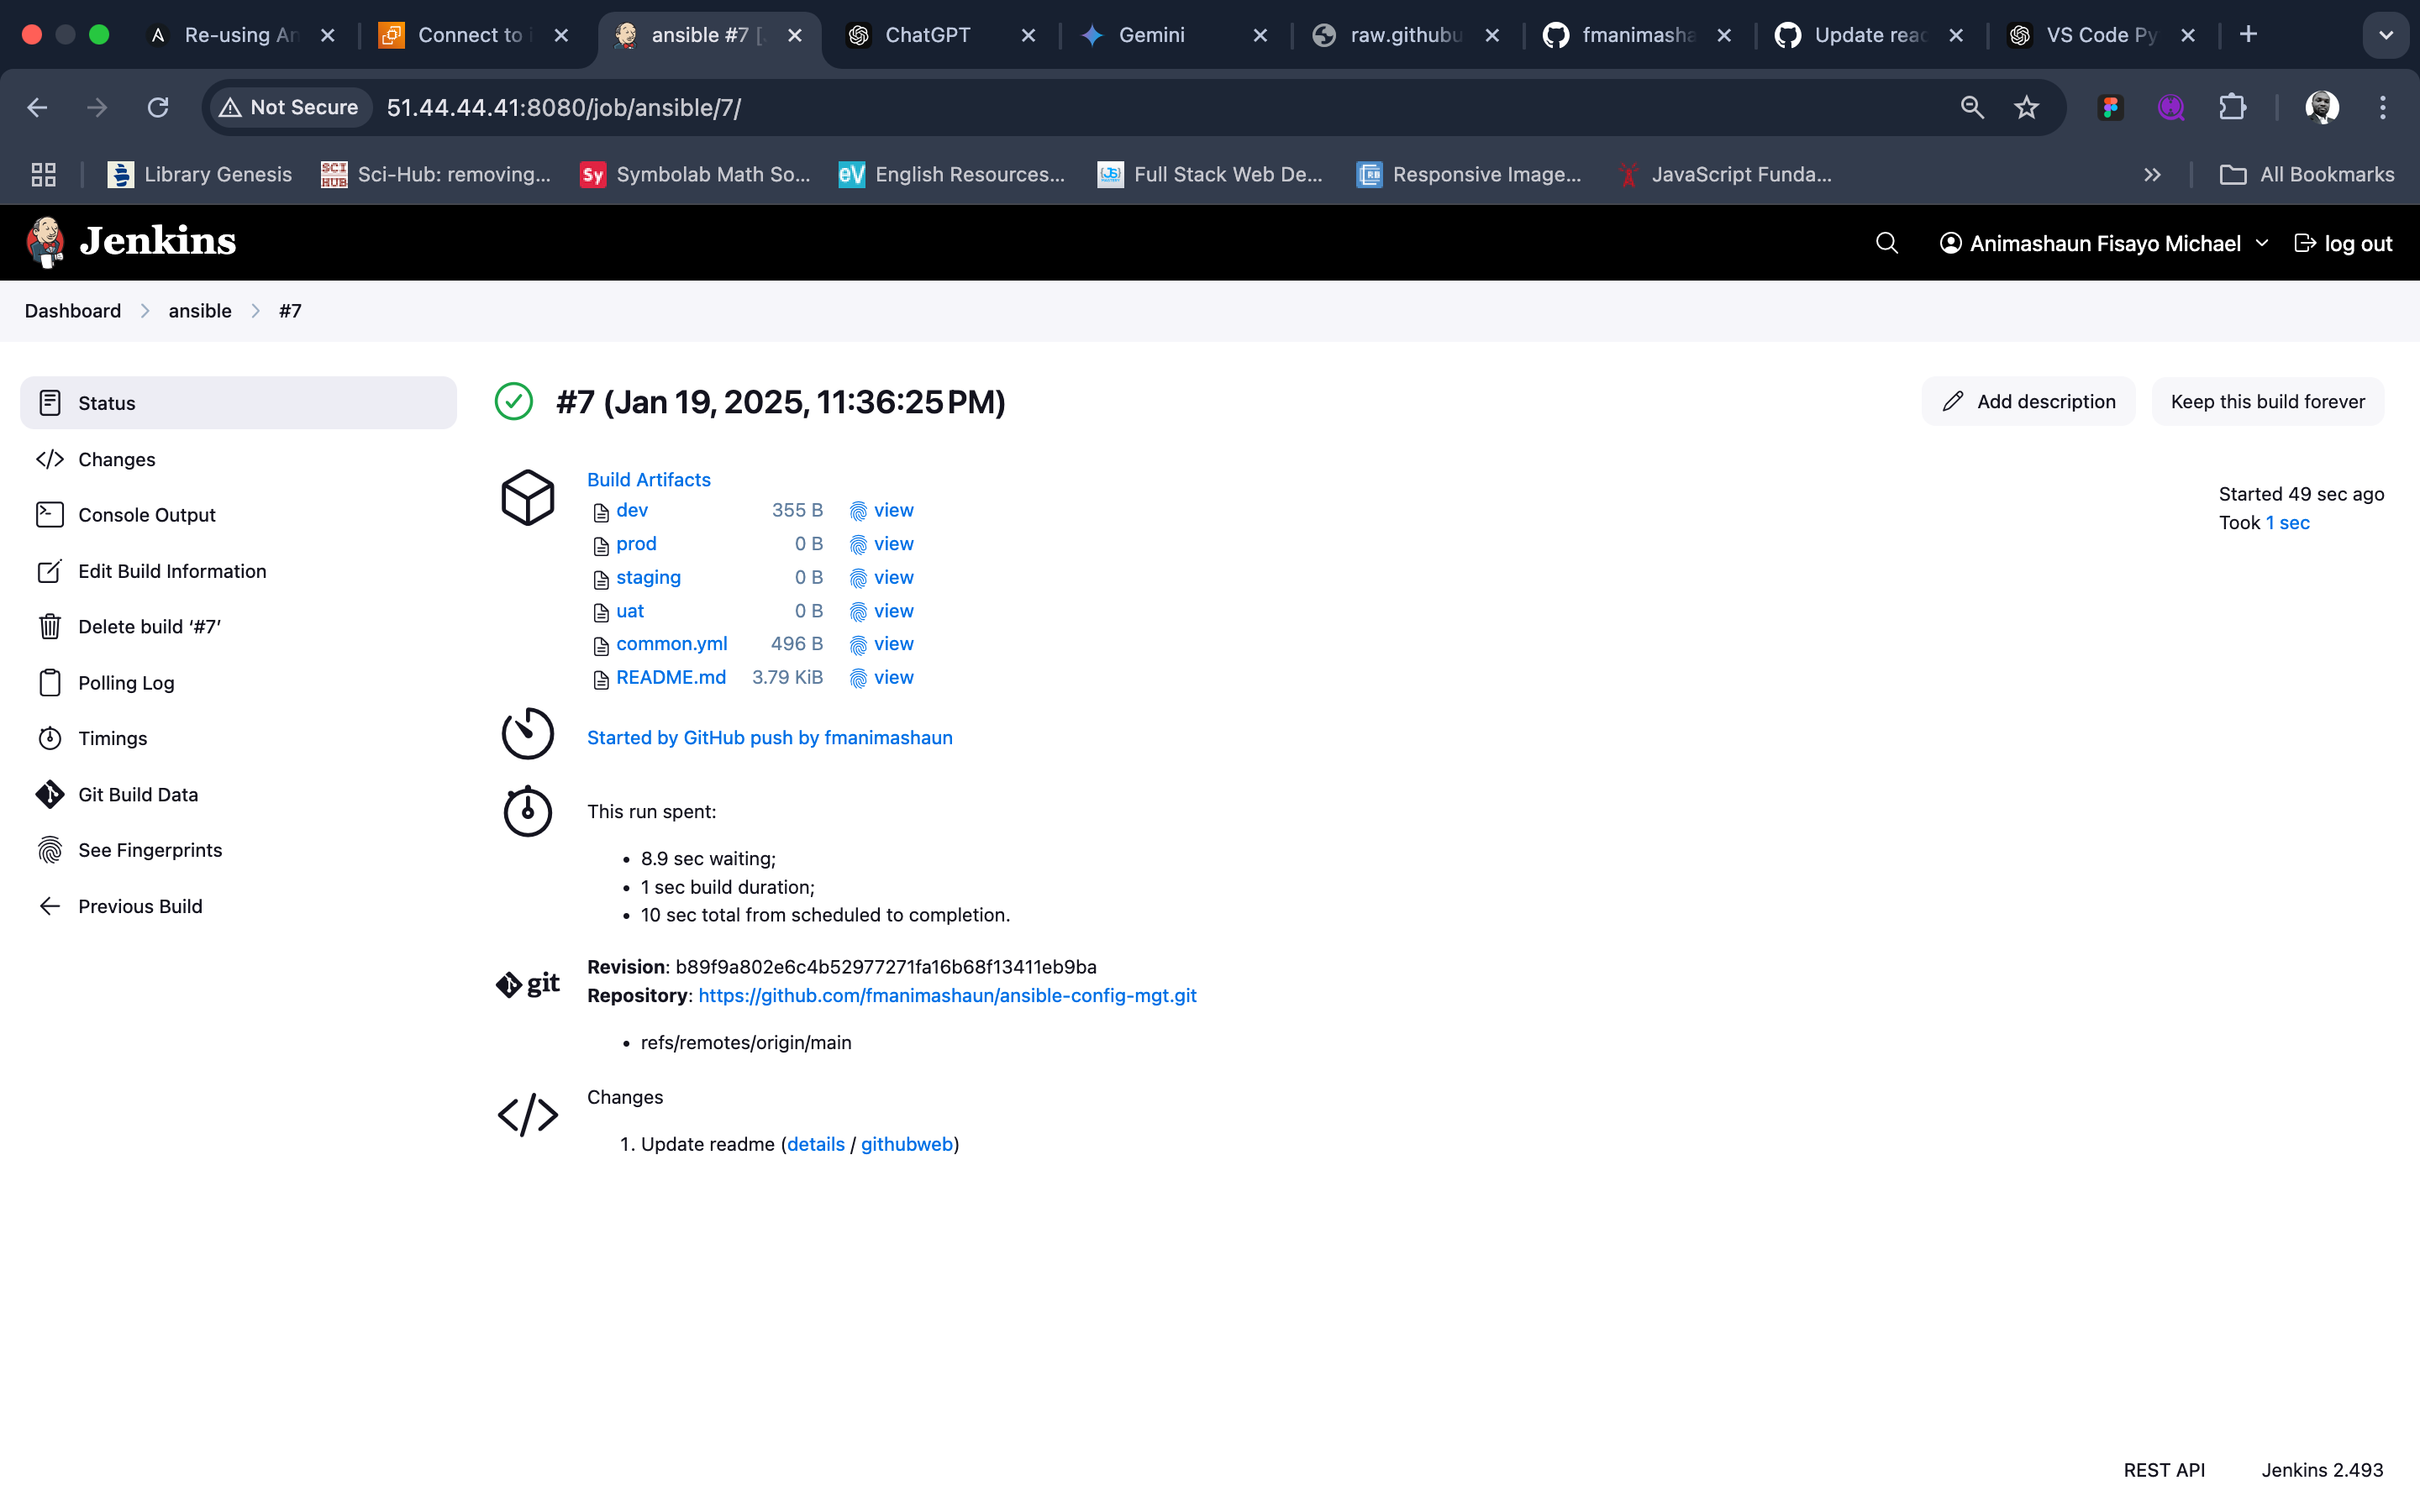 Re-using An
Connect to i
ansible #7 [
ChatGPT
Gemini
raw.githubu
fmanimasha
Update read
VS Code Py
Not Secure
51.44.44.41:8080/job/ansible/7/
Library Genesis
SCI HUB
Sci-Hub: removing...
Sy
Symbolab Math So...
eV
English Resources...
Full Stack Web De...
RB
Responsive Image...
JavaScript Funda...
All Bookmarks
Jenkins
Animashaun Fisayo Michael
log out
Dashboard
ansible
#7
Status
Changes
Console Output
Edit Build Information
Delete build ‘#7’
Polling Log
Timings
Git Build Data
See Fingerprints
Previous Build
#7 (Jan 19, 2025, 11:36:25 PM)
Add description
Keep this build forever
Started 49 sec ago
Took 1 sec
Build Artifacts
dev 355 B view
prod 0 B view
staging 0 B view
uat 0 B view
common.yml 496 B view
README.md 3.79 KiB view
Started by GitHub push by fmanimashaun
This run spent:
• 8.9 sec waiting;
• 1 sec build duration;
• 10 sec total from scheduled to completion.
git
Revision: b89f9a802e6c4b52977271fa16b68f13411eb9ba
Repository: https://github.com/fmanimashaun/ansible-config-mgt.git
• refs/remotes/origin/main
Changes
1. Update readme (details / githubweb)
REST API
Jenkins 2.493